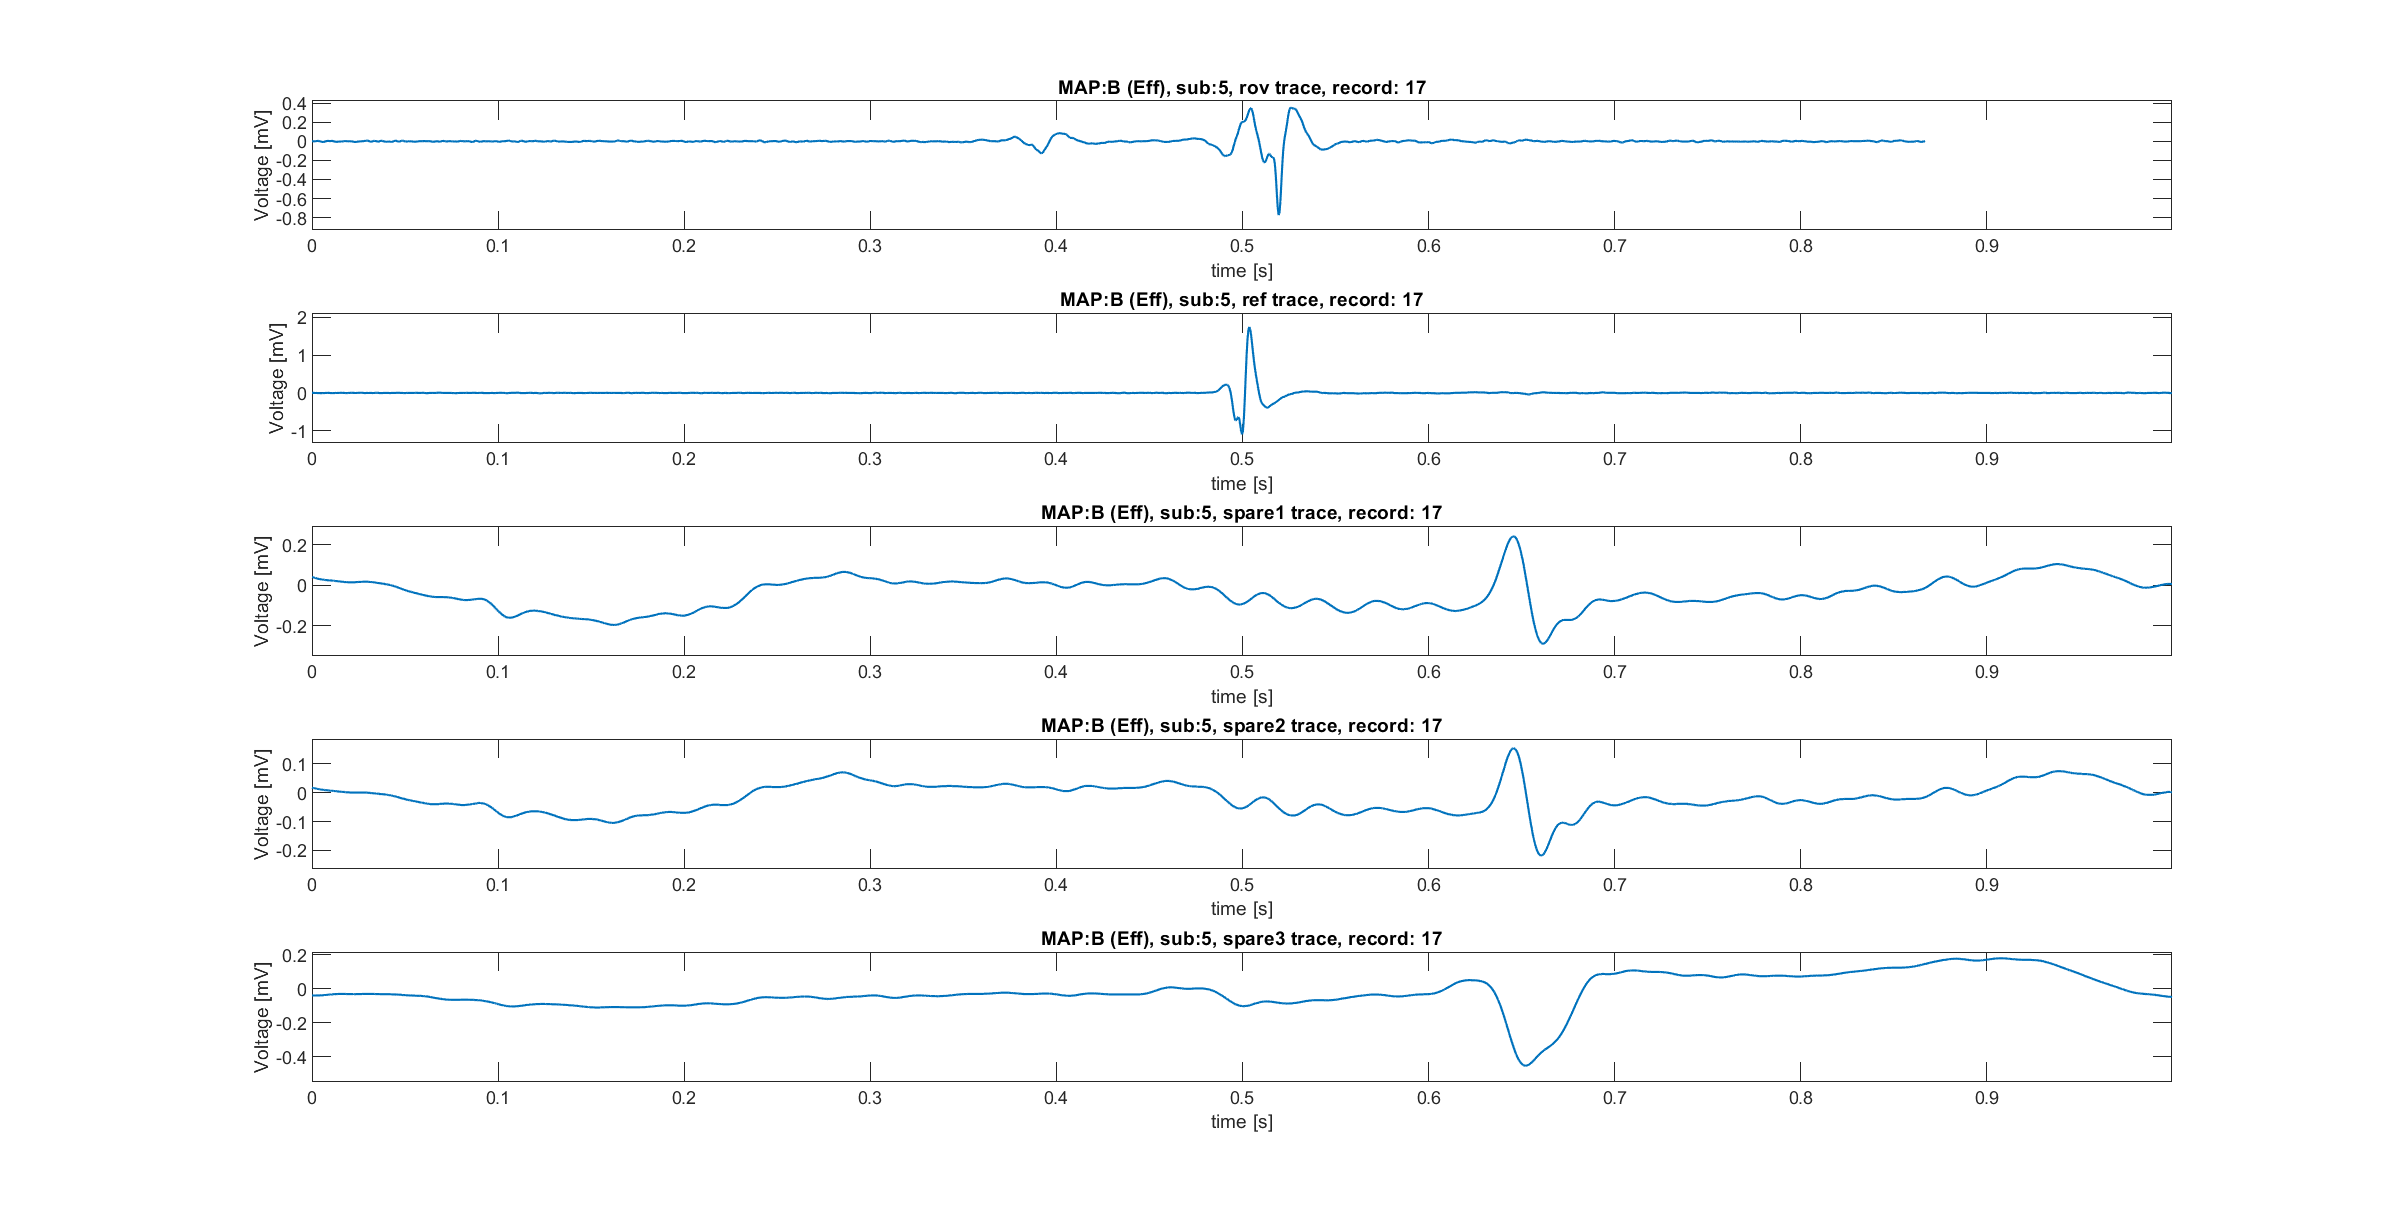 MAP:B (Eff), sub:5, rov trace, record: 17
Voltage [mV]
0.4
0.2
0
-0.2
-0.4
-0.6
-0.8
0 0.1 0.2 0.3 0.4 0.5 0.6 0.7 0.8 0.9
time [s]
MAP:B (Eff), sub:5, ref trace, record: 17
Voltage [mV]
2
1
0
-1
0 0.1 0.2 0.3 0.4 0.5 0.6 0.7 0.8 0.9
time [s]
MAP:B (Eff), sub:5, spare1 trace, record: 17
Voltage [mV]
0.2
0
-0.2
0 0.1 0.2 0.3 0.4 0.5 0.6 0.7 0.8 0.9
time [s]
MAP:B (Eff), sub:5, spare2 trace, record: 17
Voltage [mV]
0.1
0
-0.1
-0.2
0 0.1 0.2 0.3 0.4 0.5 0.6 0.7 0.8 0.9
time [s]
MAP:B (Eff), sub:5, spare3 trace, record: 17
Voltage [mV]
0.2
0
-0.2
-0.4
0 0.1 0.2 0.3 0.4 0.5 0.6 0.7 0.8 0.9
time [s]